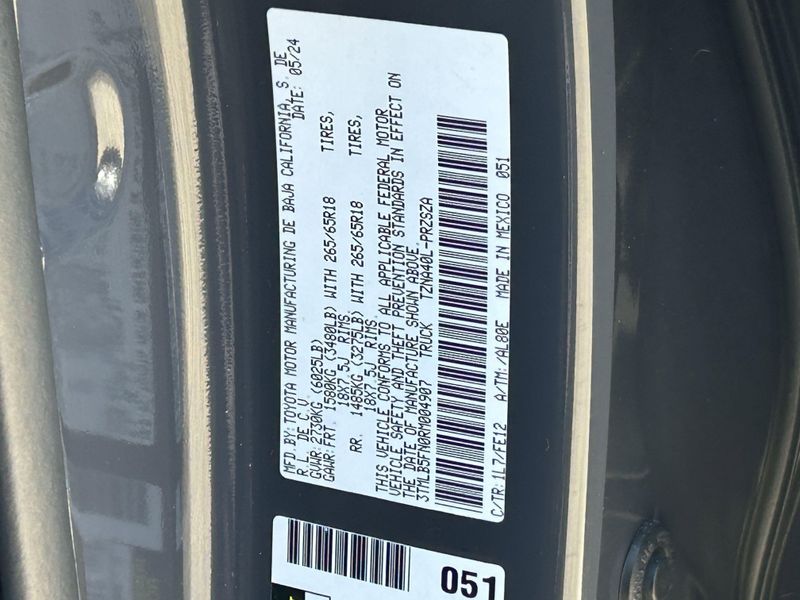 MFD.BY:TOYOTA MOTOR MANUFACTURING DE BAJA CALIFORNIA, S. DE
R.L. DE C.V. DATE: 05/24
GVWR:2730KG (6025LB)
GAWR:FRT. 1580KG (3480LB) WITH 265/65R18 TIRES,
18X7.5J RIMS
RR. 1485KG (3275LB) WITH 265/65R18 TIRES,
18X7.5J RIMS
THIS VEHICLE CONFORMS TO ALL APPLICABLE FEDERAL MOTOR
VEHICLE SAFETY AND THEFT PREVENTION STANDARDS IN EFFECT ON
THE DATE OF MANUFACTURE SHOWN ABOVE.
3TMLB5FN0RM004907 TRUCK TZNA40L-PRZSZA
C/TR:1L7/FE12 A/TM:/AL80E MADE IN MEXICO 051
051